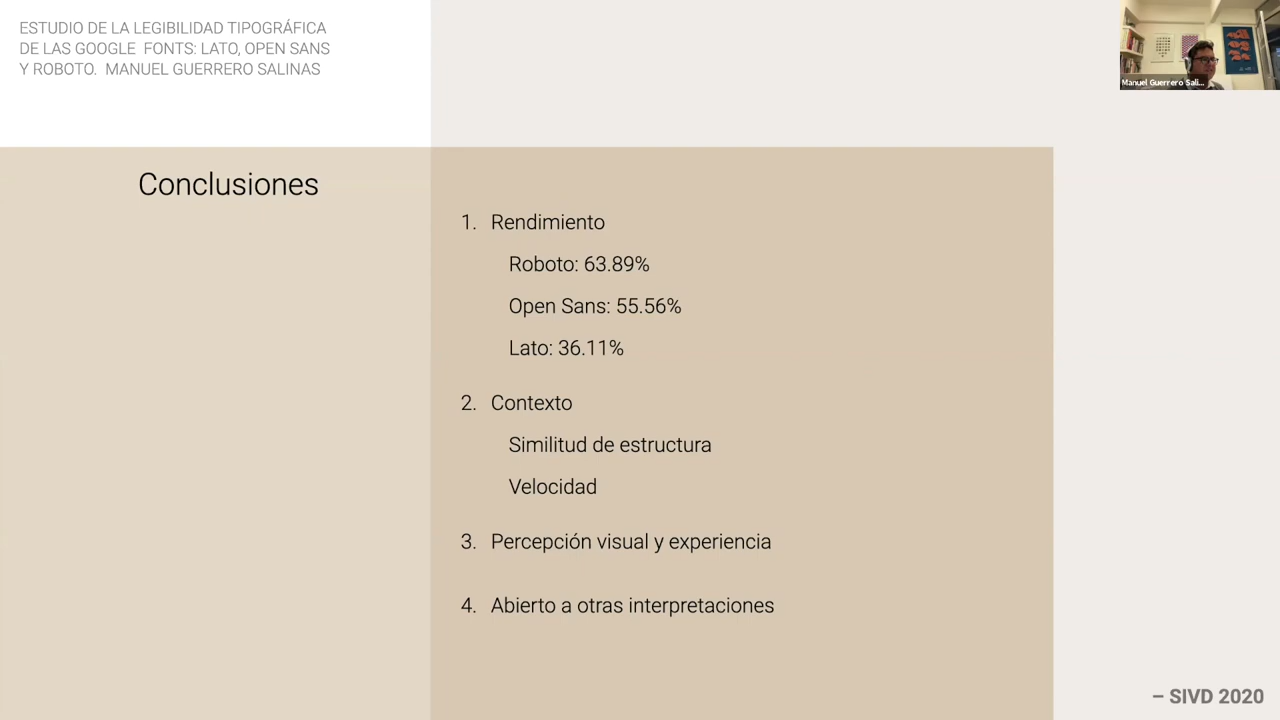 ESTUDIO DE LA LEGIBILIDAD TIPOGRÁFICA
DE LAS GOOGLE FONTS: LATO, OPEN SANS
Y ROBOTO. MANUEL GUERRERO SALINAS
Manuel Guerrero Sali...
Conclusiones
1. Rendimiento
Roboto: 63.89%
Open Sans: 55.56%
Lato: 36.11%
2. Contexto
Similitud de estructura
Velocidad
3. Percepción visual y experiencia
4. Abierto a otras interpretaciones
– SIVD 2020